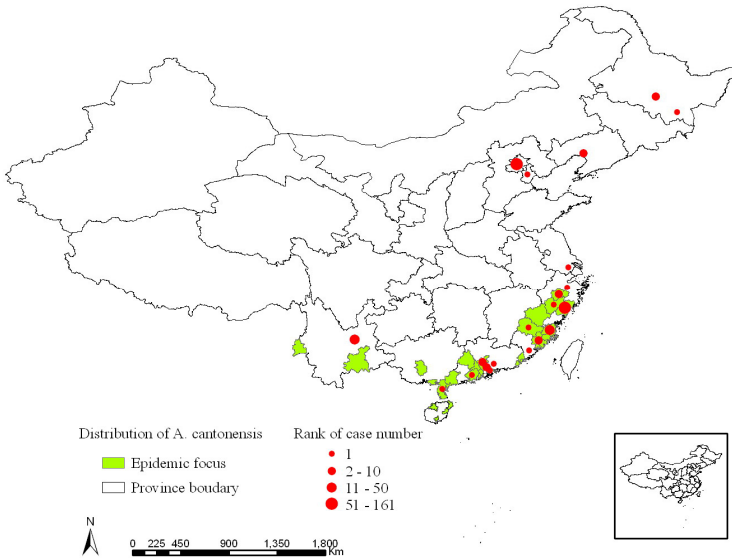 Distribution of A. cantonensis
Epidemic focus
Province boudary
Rank of case number
1
2 - 10
11 - 50
51 - 161
N
0 225 450 900 1,350 1,800
Km